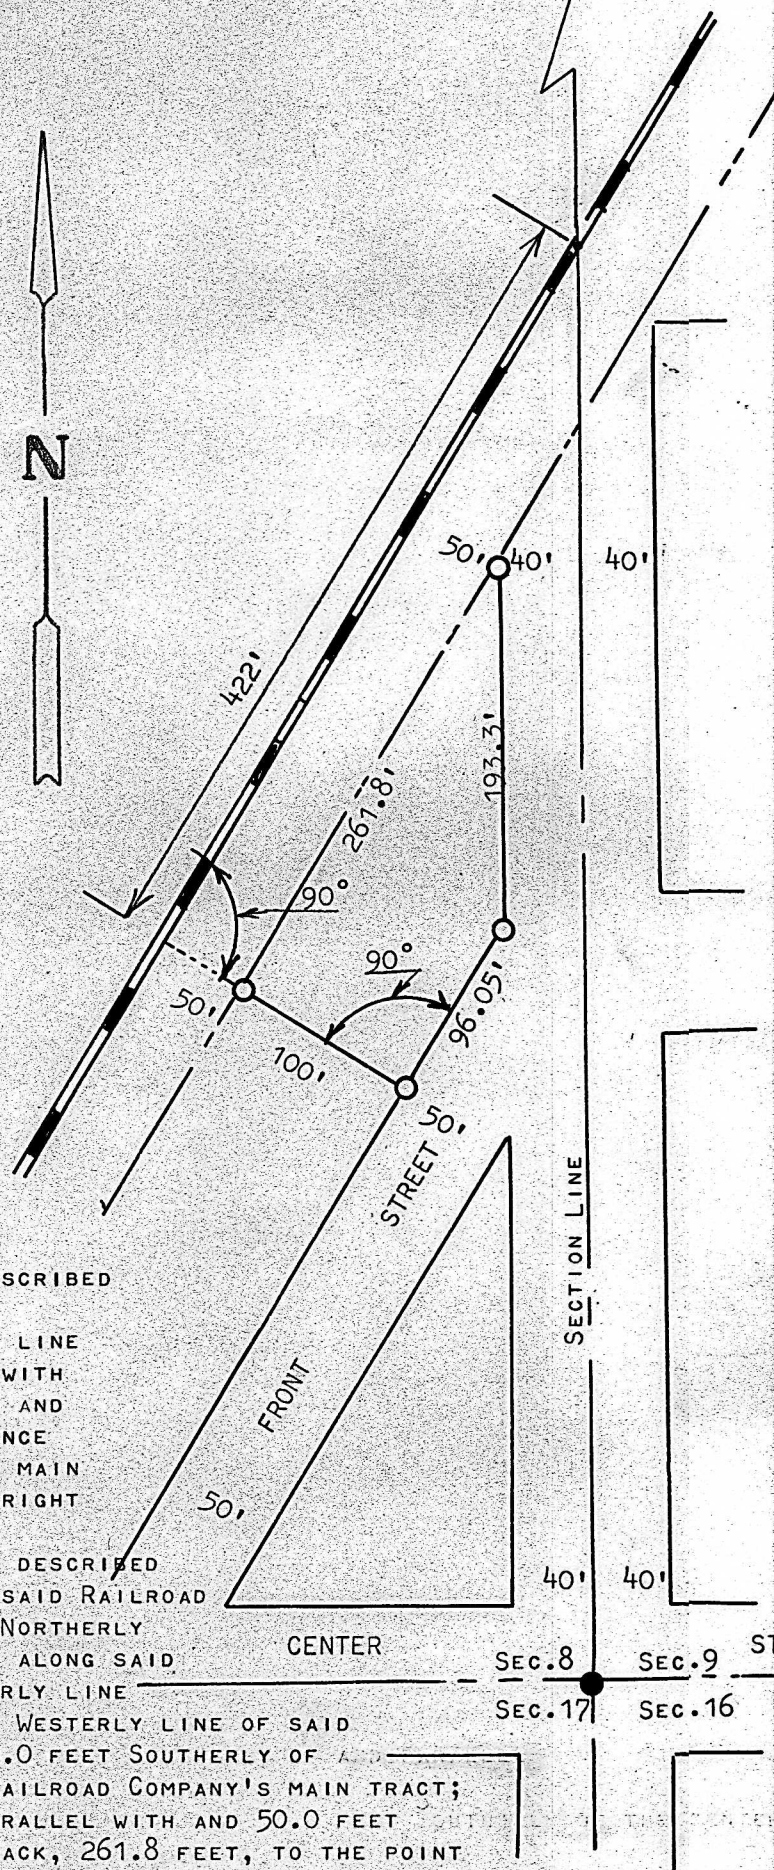 N
50' 40' 40'
422'
193.3'
261.8'
90°
90°
50'
96.05'
100'
50'
STREET
SECTION LINE
SCRIBED
LINE
WITH
AND
FRONT
NCE
MAIN
RIGHT
50'
DESCRIBED
SAID RAILROAD
40' 40'
NORTHERLY
ALONG SAID
CENTER
ST
RLY LINE
SEC.8 SEC.9
SEC.17 SEC.16
WESTERLY LINE OF SAID
.0 FEET SOUTHERLY OF
AILROAD COMPANY'S MAIN TRACT;
RALLEL WITH AND 50.0 FEET
ACK, 261.8 FEET, TO THE POINT